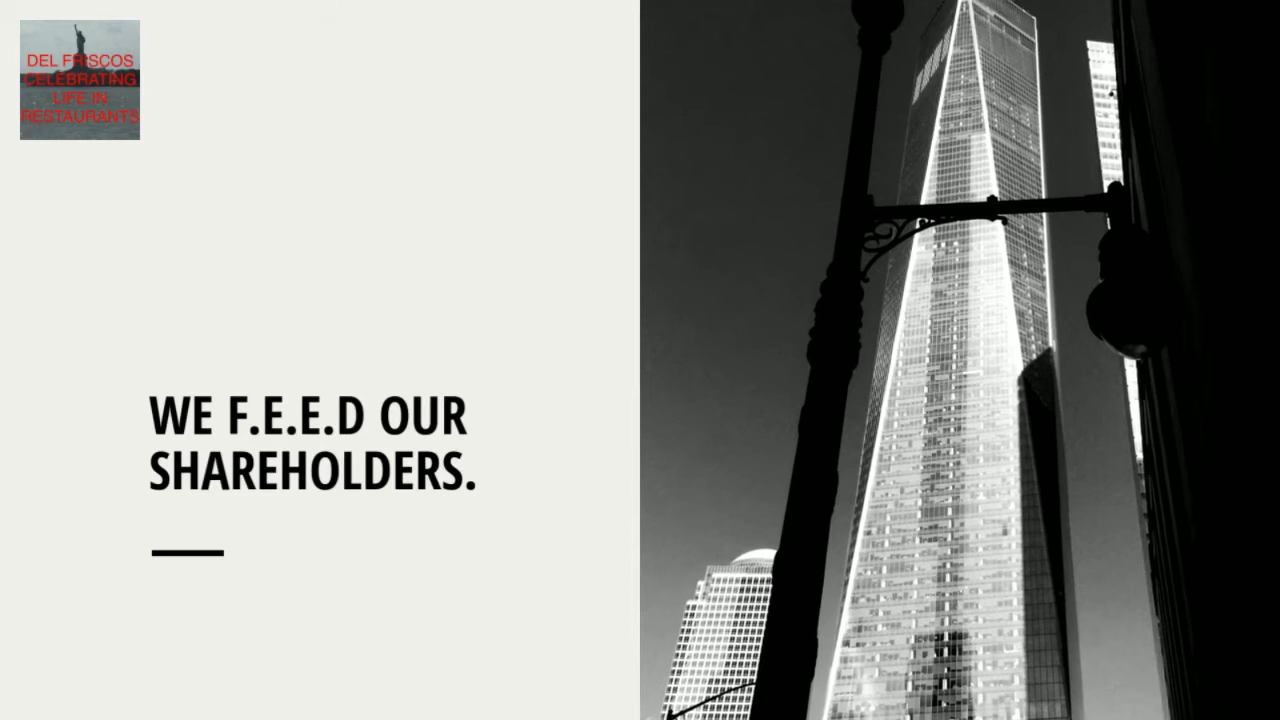 DEL FRISCOS
CELEBRATING
LIFE IN
RESTAURANTS
WE F.E.E.D OUR
SHAREHOLDERS.